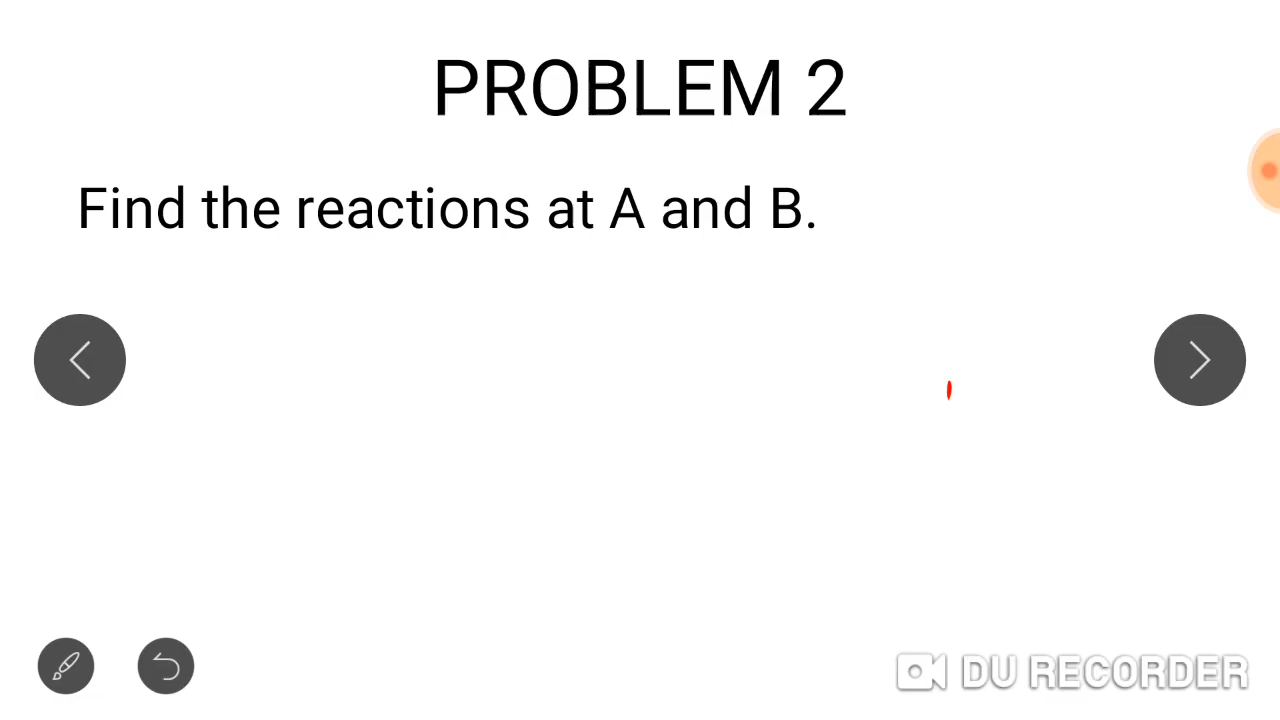 PROBLEM 2
Find the reactions at A and B.
DU RECORDER